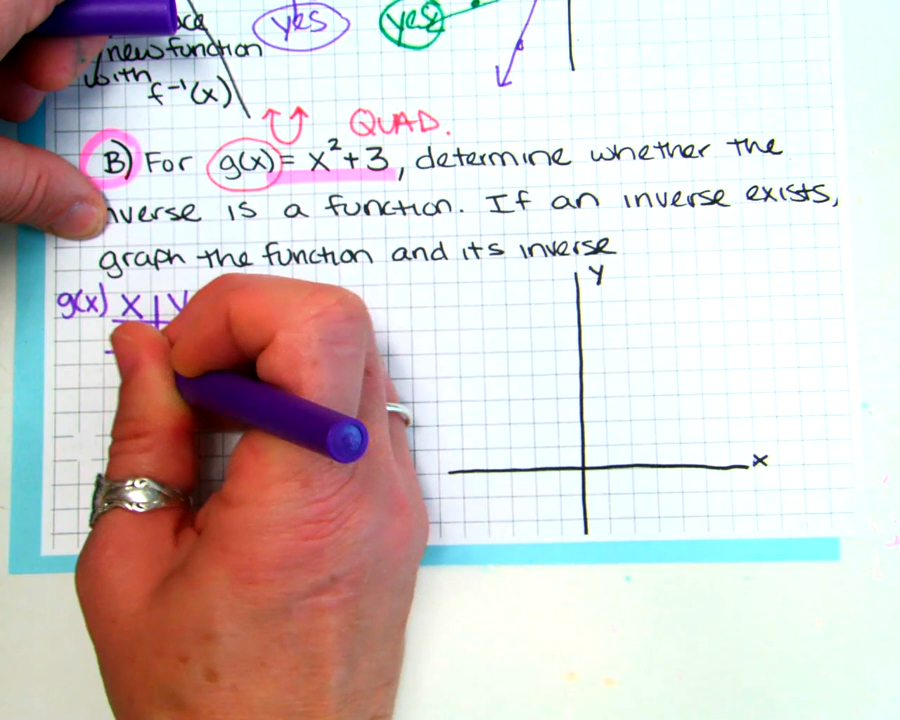 yes yes
new function
with
f⁻¹(x)
QUAD.
B) For g(x) = x² + 3, determine whether the
inverse is a function. If an inverse exists,
graph the function and its inverse
y
g(x) x y
x